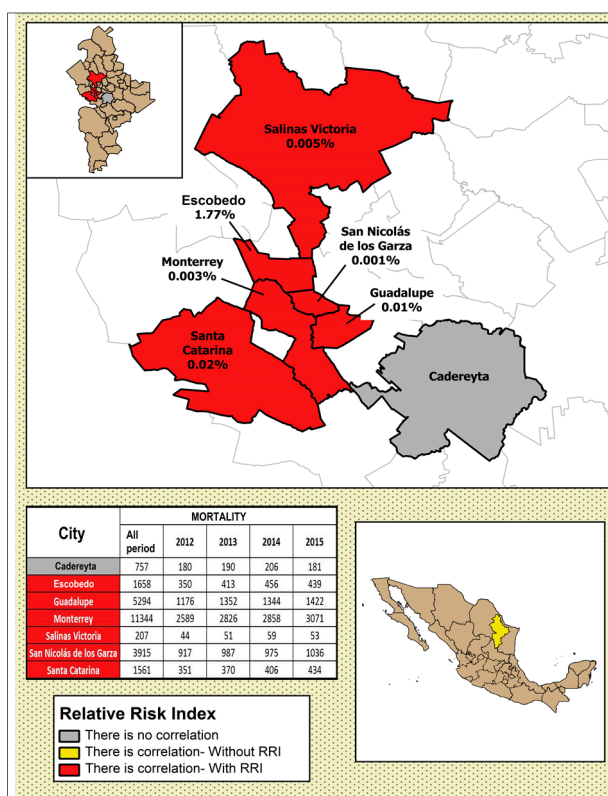 Salinas Victoria
0.005%
Escobedo
1.77%
San Nicolás
de los Garza
0.001%
Monterrey
0.003%
Guadalupe
0.01%
Santa
Catarina
0.02%
Cadereyta
City MORTALITY
All period 2012 2013 2014 2015
Cadereyta 757 180 190 206 181
Escobedo 1658 350 413 456 439
Guadalupe 5294 1176 1352 1344 1422
Monterrey 11344 2589 2826 2858 3071
Salinas Victoria 207 44 51 59 53
San Nicolás de los Garza 3915 917 987 975 1036
Santa Catarina 1561 351 370 406 434
Relative Risk Index
There is no correlation
There is correlation- Without RRI
There is correlation- With RRI